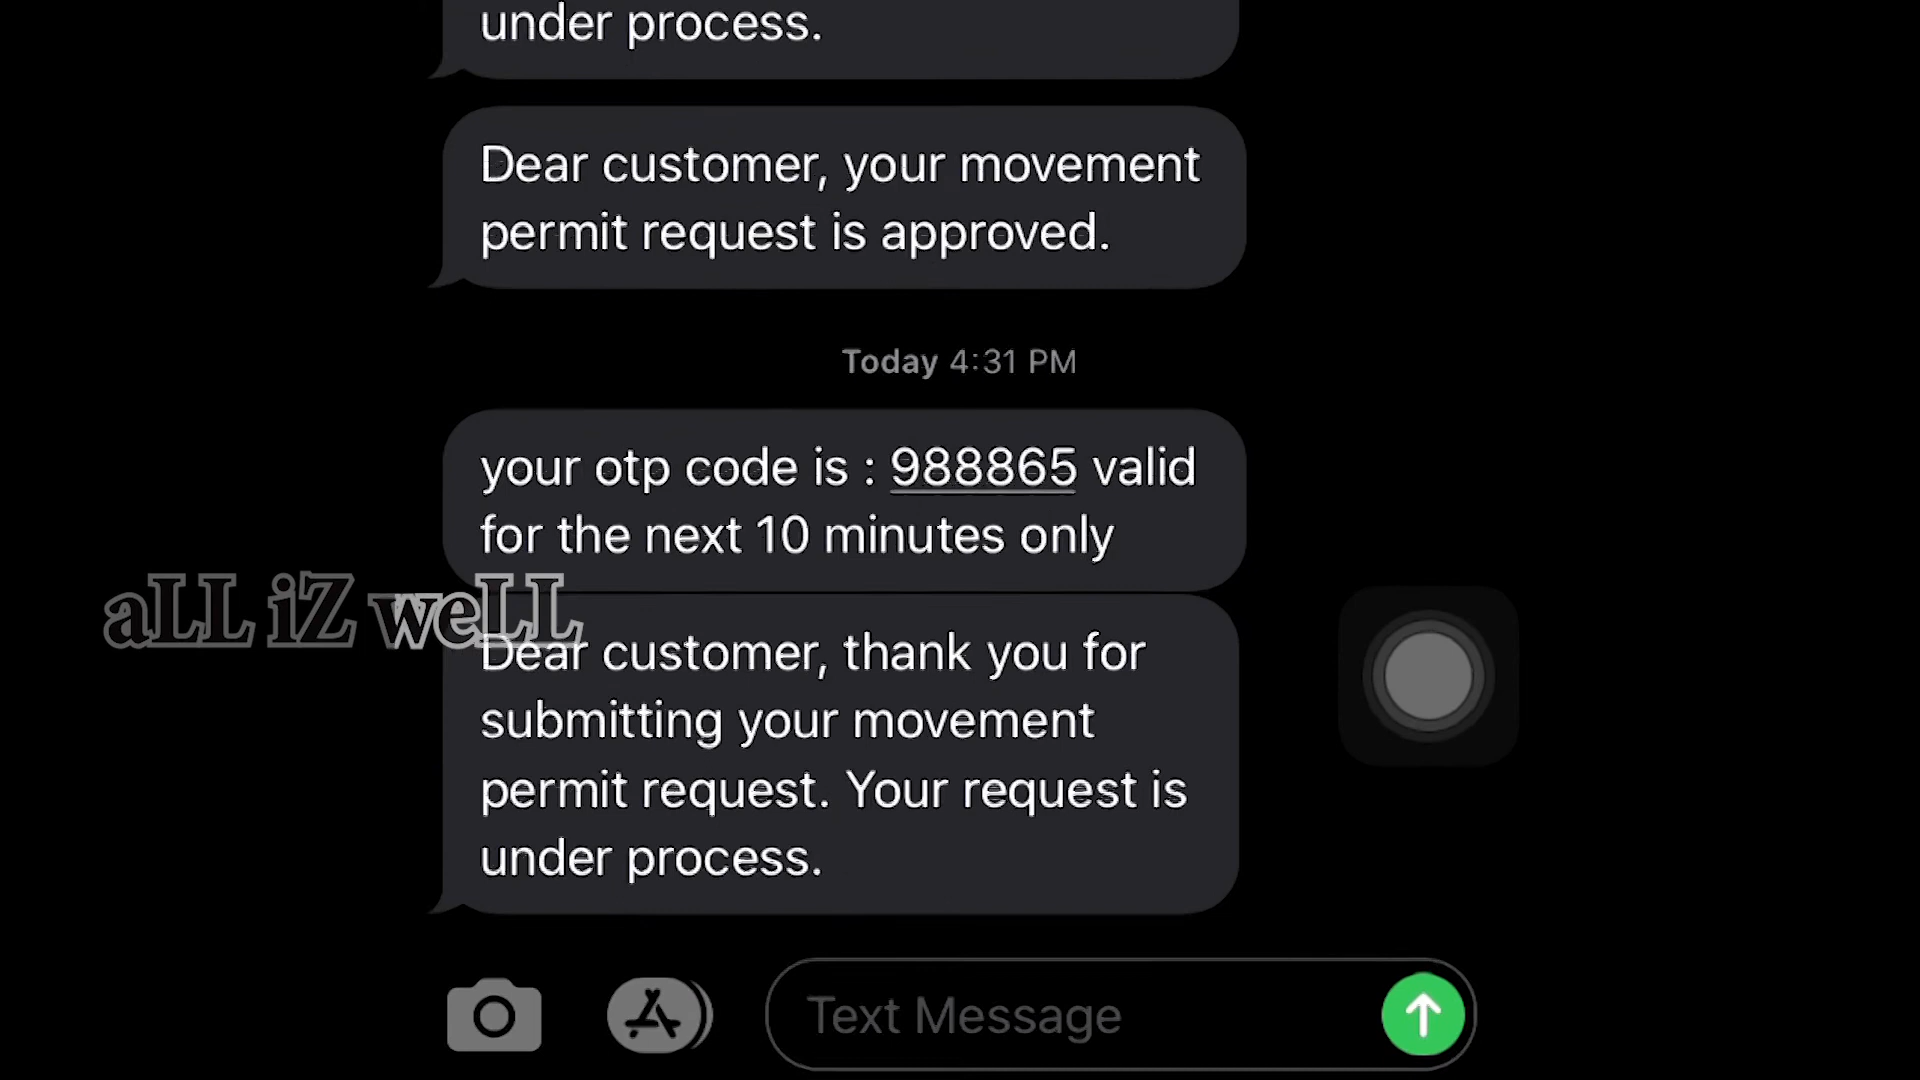 under process.
Dear customer, your movement
permit request is approved.
Today 4:31 PM
your otp code is : 988865 valid
for the next 10 minutes only
aLL iZ weLL
Dear customer, thank you for
submitting your movement
permit request. Your request is
under process.
Text Message